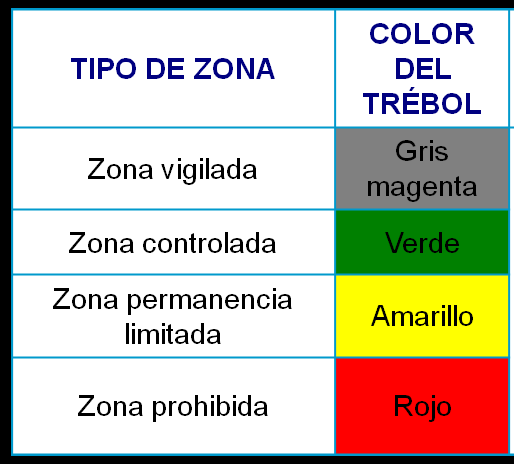 TIPO DE ZONA
COLOR
DEL
TRÉBOL
Zona vigilada
Gris
magenta
Zona controlada
Verde
Zona permanencia
limitada
Amarillo
Zona prohibida
Rojo